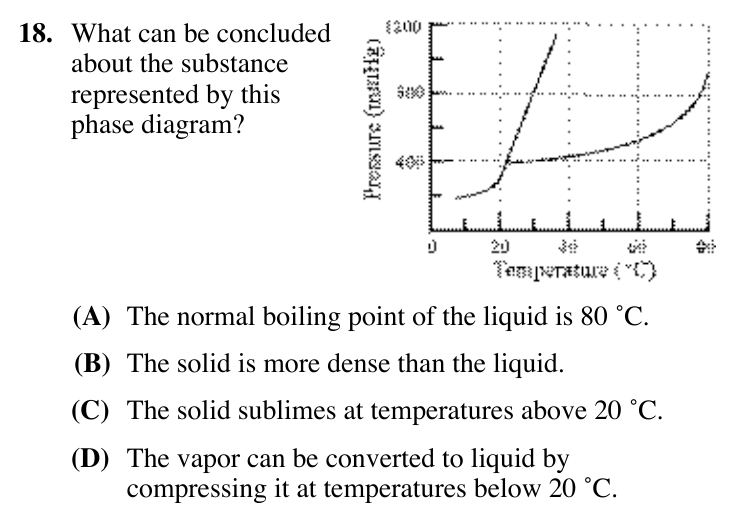 18. What can be concluded
about the substance
represented by this
phase diagram?
Pressure (mmHg)
1200
800
400
0 20 40 60 80
Temperature (˚C)
(A) The normal boiling point of the liquid is 80 ˚C.
(B) The solid is more dense than the liquid.
(C) The solid sublimes at temperatures above 20 ˚C.
(D) The vapor can be converted to liquid by
compressing it at temperatures below 20 ˚C.